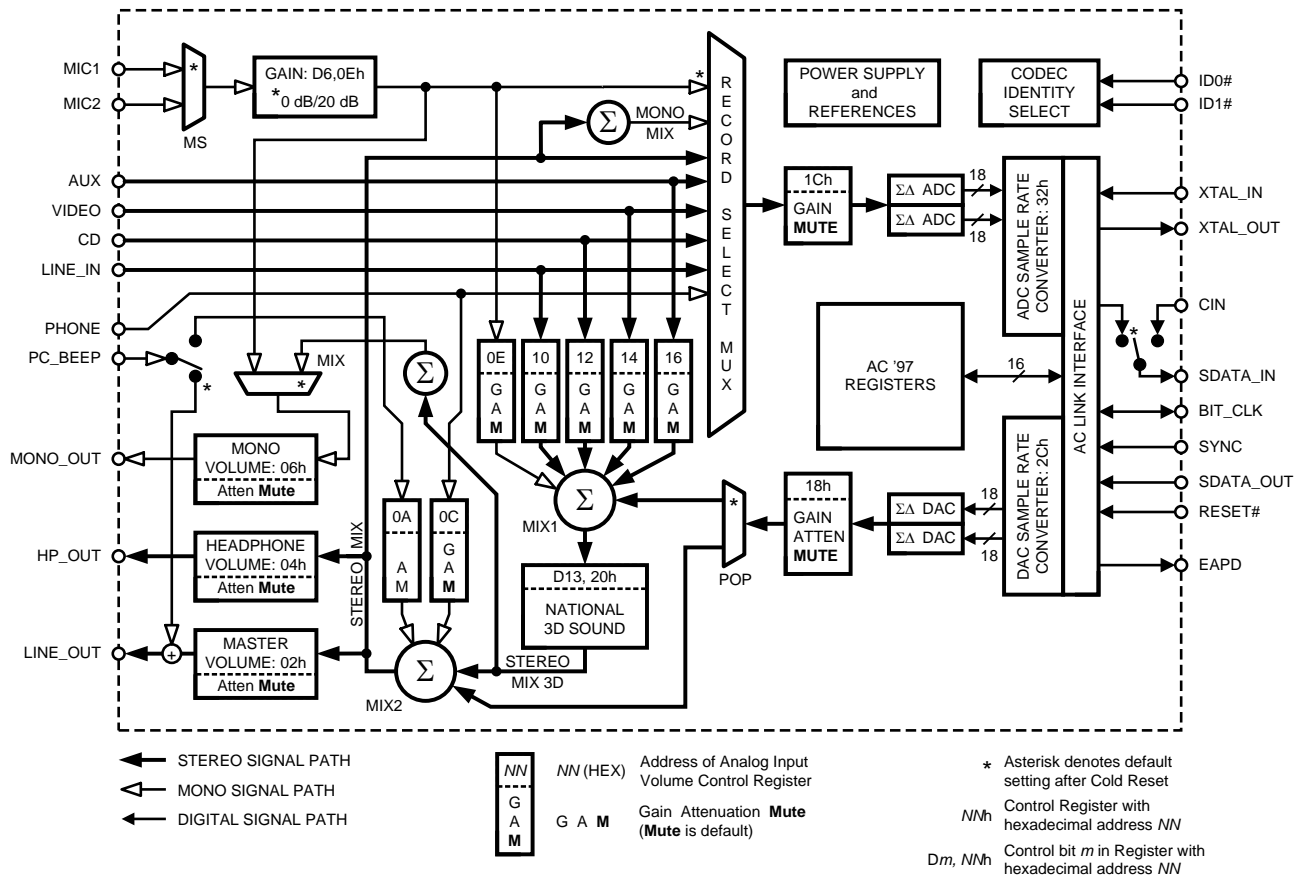 MIC1
MIC2
*
MS
GAIN: D6,0Eh
*0 dB/20 dB
*
Σ
MONO
MIX
RECORD SELECT MUX
POWER SUPPLY
and
REFERENCES
CODEC
IDENTITY
SELECT
ID0#
ID1#
AUX
VIDEO
CD
LINE_IN
PHONE
PC_BEEP
*
MIX
*
Σ
1Ch
GAIN
MUTE
ΣΔ ADC
ΣΔ ADC
18
18
ADC SAMPLE RATE
CONVERTER: 32h
AC LINK INTERFACE
XTAL_IN
XTAL_OUT
CIN
*
SDATA_IN
BIT_CLK
SYNC
SDATA_OUT
RESET#
EAPD
AC '97
REGISTERS
16
0E
G
A
M
10
G
A
M
12
G
A
M
14
G
A
M
16
G
A
M
MONO_OUT
MONO
VOLUME: 06h
Atten Mute
HP_OUT
HEADPHONE
VOLUME: 04h
Atten Mute
LINE_OUT
+
MASTER
VOLUME: 02h
Atten Mute
STEREO MIX
0A
A
M
0C
G
A
M
Σ
MIX1
D13, 20h
NATIONAL
3D SOUND
STEREO
MIX 3D
Σ
MIX2
*
POP
18h
GAIN
ATTEN
MUTE
ΣΔ DAC
ΣΔ DAC
18
18
DAC SAMPLE RATE
CONVERTER: 2Ch
STEREO SIGNAL PATH
MONO SIGNAL PATH
DIGITAL SIGNAL PATH
NN
G
A
M
NN (HEX)
Address of Analog Input
Volume Control Register
G A M
Gain Attenuation Mute
(Mute is default)
* Asterisk denotes default
setting after Cold Reset
NNh Control Register with
hexadecimal address NN
Dm, NNh Control bit m in Register with
hexadecimal address NN